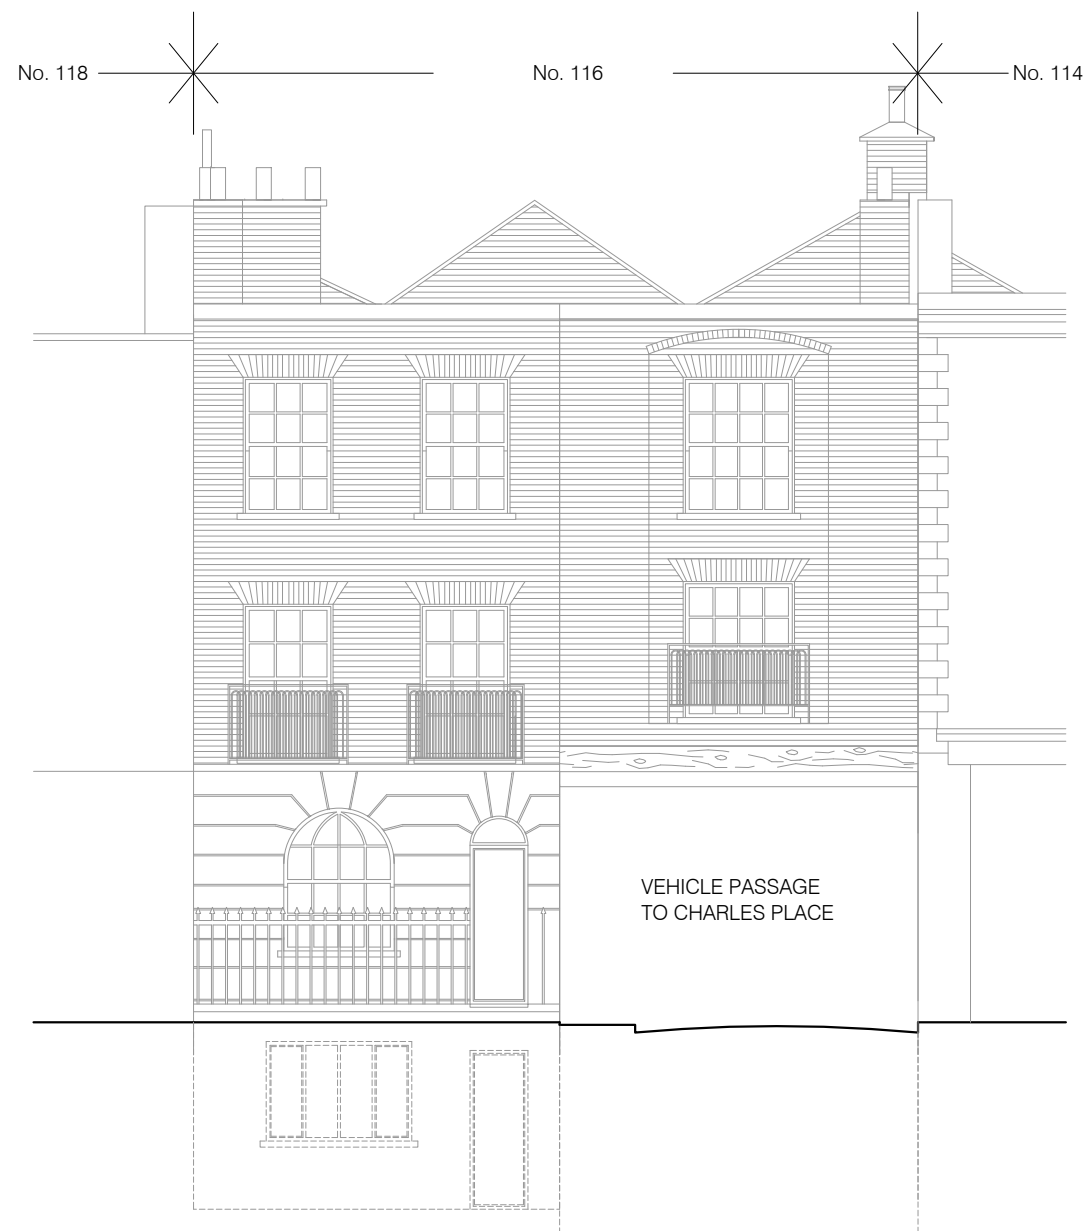 No. 118
No. 116
No. 114
VEHICLE PASSAGE
TO CHARLES PLACE